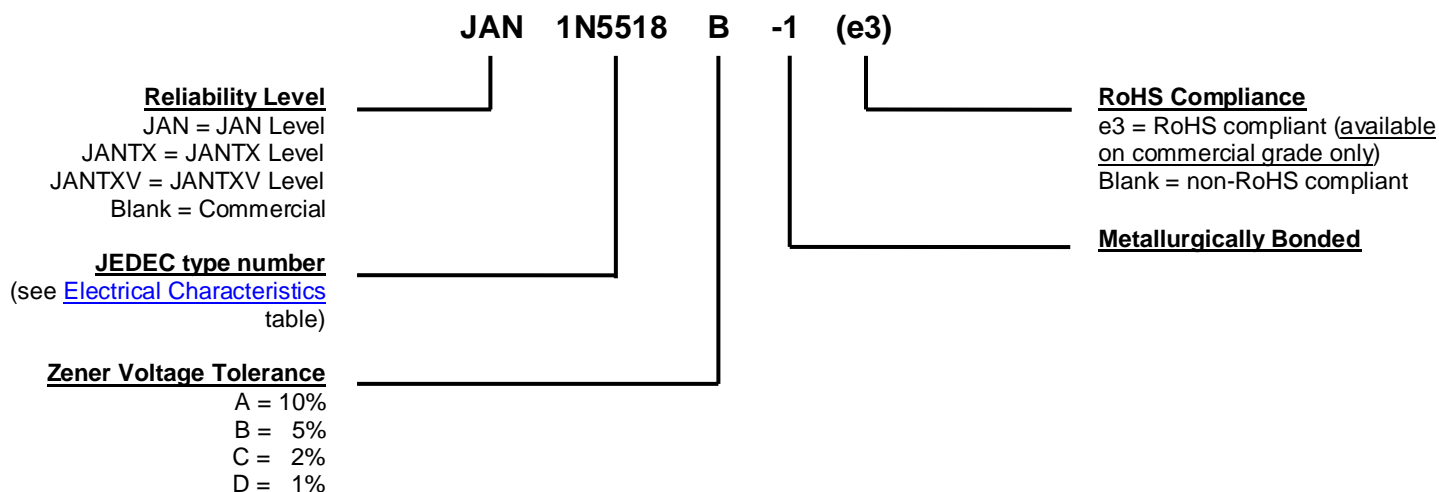 JAN 1N5518 B -1 (e3)
Reliability Level
JAN = JAN Level
JANTX = JANTX Level
JANTXV = JANTXV Level
Blank = Commercial
JEDEC type number
(see Electrical Characteristics
table)
Zener Voltage Tolerance
A = 10%
B = 5%
C = 2%
D = 1%
RoHS Compliance
e3 = RoHS compliant (available
on commercial grade only)
Blank = non-RoHS compliant
Metallurgically Bonded